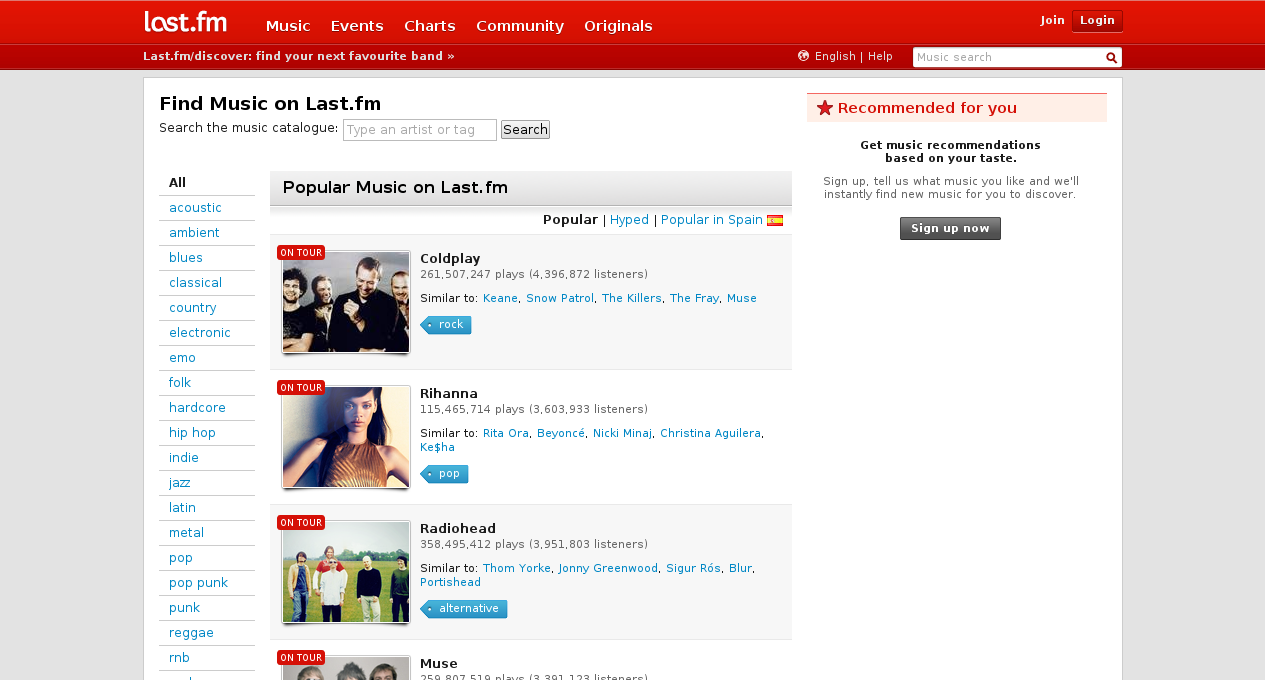 last.fm
Music Events Charts Community Originals
Join Login
Last.fm/discover: find your next favourite band »
English | Help
Music search
Find Music on Last.fm
Search the music catalogue: Type an artist or tag Search
All
acoustic
ambient
blues
classical
country
electronic
emo
folk
hardcore
hip hop
indie
jazz
latin
metal
pop
pop punk
punk
reggae
rnb
Popular Music on Last.fm
Popular | Hyped | Popular in Spain
ON TOUR
Coldplay
261,507,247 plays (4,396,872 listeners)
Similar to: Keane, Snow Patrol, The Killers, The Fray, Muse
rock
ON TOUR
Rihanna
115,465,714 plays (3,603,933 listeners)
Similar to: Rita Ora, Beyoncé, Nicki Minaj, Christina Aguilera,
Ke$ha
pop
ON TOUR
Radiohead
358,495,412 plays (3,951,803 listeners)
Similar to: Thom Yorke, Jonny Greenwood, Sigur Rós, Blur,
Portishead
alternative
ON TOUR
Muse
259,807,519 plays (3,391,123 listeners)
Recommended for you
Get music recommendations
based on your taste.
Sign up, tell us what music you like and we'll
instantly find new music for you to discover.
Sign up now